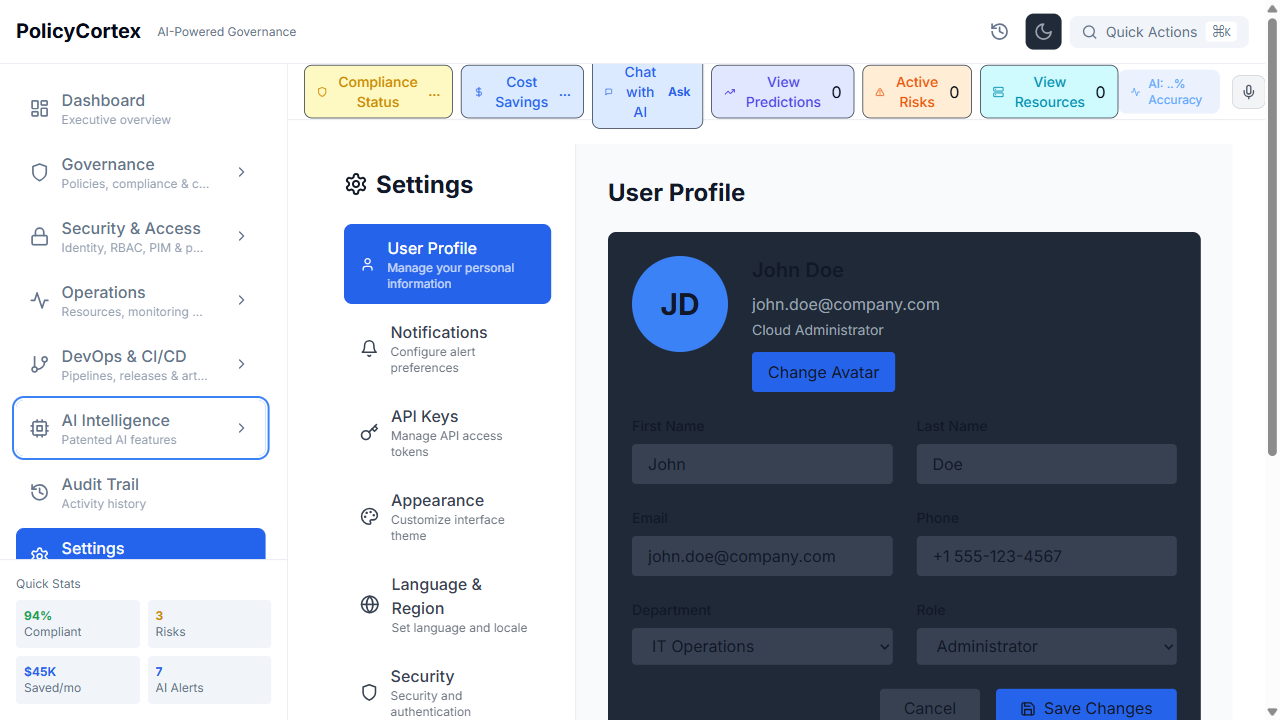 PolicyCortex
AI-Powered Governance
Quick Actions
⌘K
Dashboard
Executive overview
Governance
Policies, compliance & c...
Security & Access
Identity, RBAC, PIM & p...
Operations
Resources, monitoring ...
DevOps & CI/CD
Pipelines, releases & art...
AI Intelligence
Patented AI features
Audit Trail
Activity history
Settings
Quick Stats
94%
Compliant
3
Risks
$45K
Saved/mo
7
AI Alerts
Compliance
Status
...
Cost
Savings
...
Chat
with
AI
Ask
View
Predictions
0
Active
Risks
0
View
Resources
0
AI: ..%
Accuracy
Settings
User Profile
Manage your personal
information
Notifications
Configure alert
preferences
API Keys
Manage API access
tokens
Appearance
Customize interface
theme
Language &
Region
Set language and locale
Security
Security and
authentication
User Profile
JD
John Doe
john.doe@company.com
Cloud Administrator
Change Avatar
First Name
Last Name
John
Doe
Email
Phone
john.doe@company.com
+1 555-123-4567
Department
Role
IT Operations
Administrator
Cancel
Save Changes